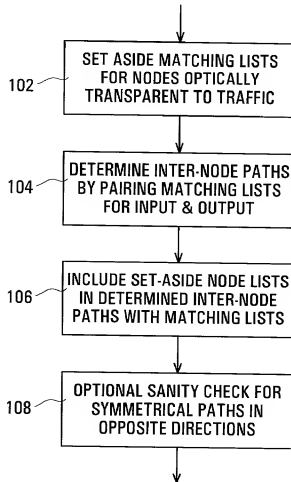 102
SET ASIDE MATCHING LISTS
FOR NODES OPTICALLY
TRANSPARENT TO TRAFFIC
104
DETERMINE INTER-NODE PATHS
BY PAIRING MATCHING LISTS
FOR INPUT & OUTPUT
106
INCLUDE SET-ASIDE NODE LISTS
IN DETERMINED INTER-NODE
PATHS WITH MATCHING LISTS
108
OPTIONAL SANITY CHECK FOR
SYMMETRICAL PATHS IN
OPPOSITE DIRECTIONS